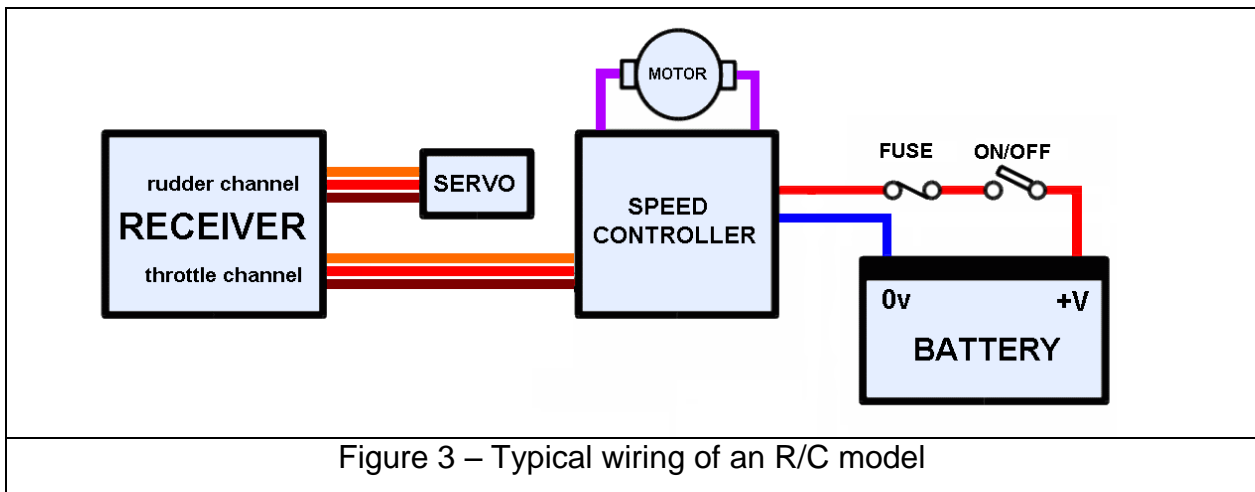 MOTOR
FUSE ON/OFF
rudder channel
SERVO
RECEIVER
SPEED
CONTROLLER
throttle channel
0v +V
BATTERY
Figure 3 – Typical wiring of an R/C model